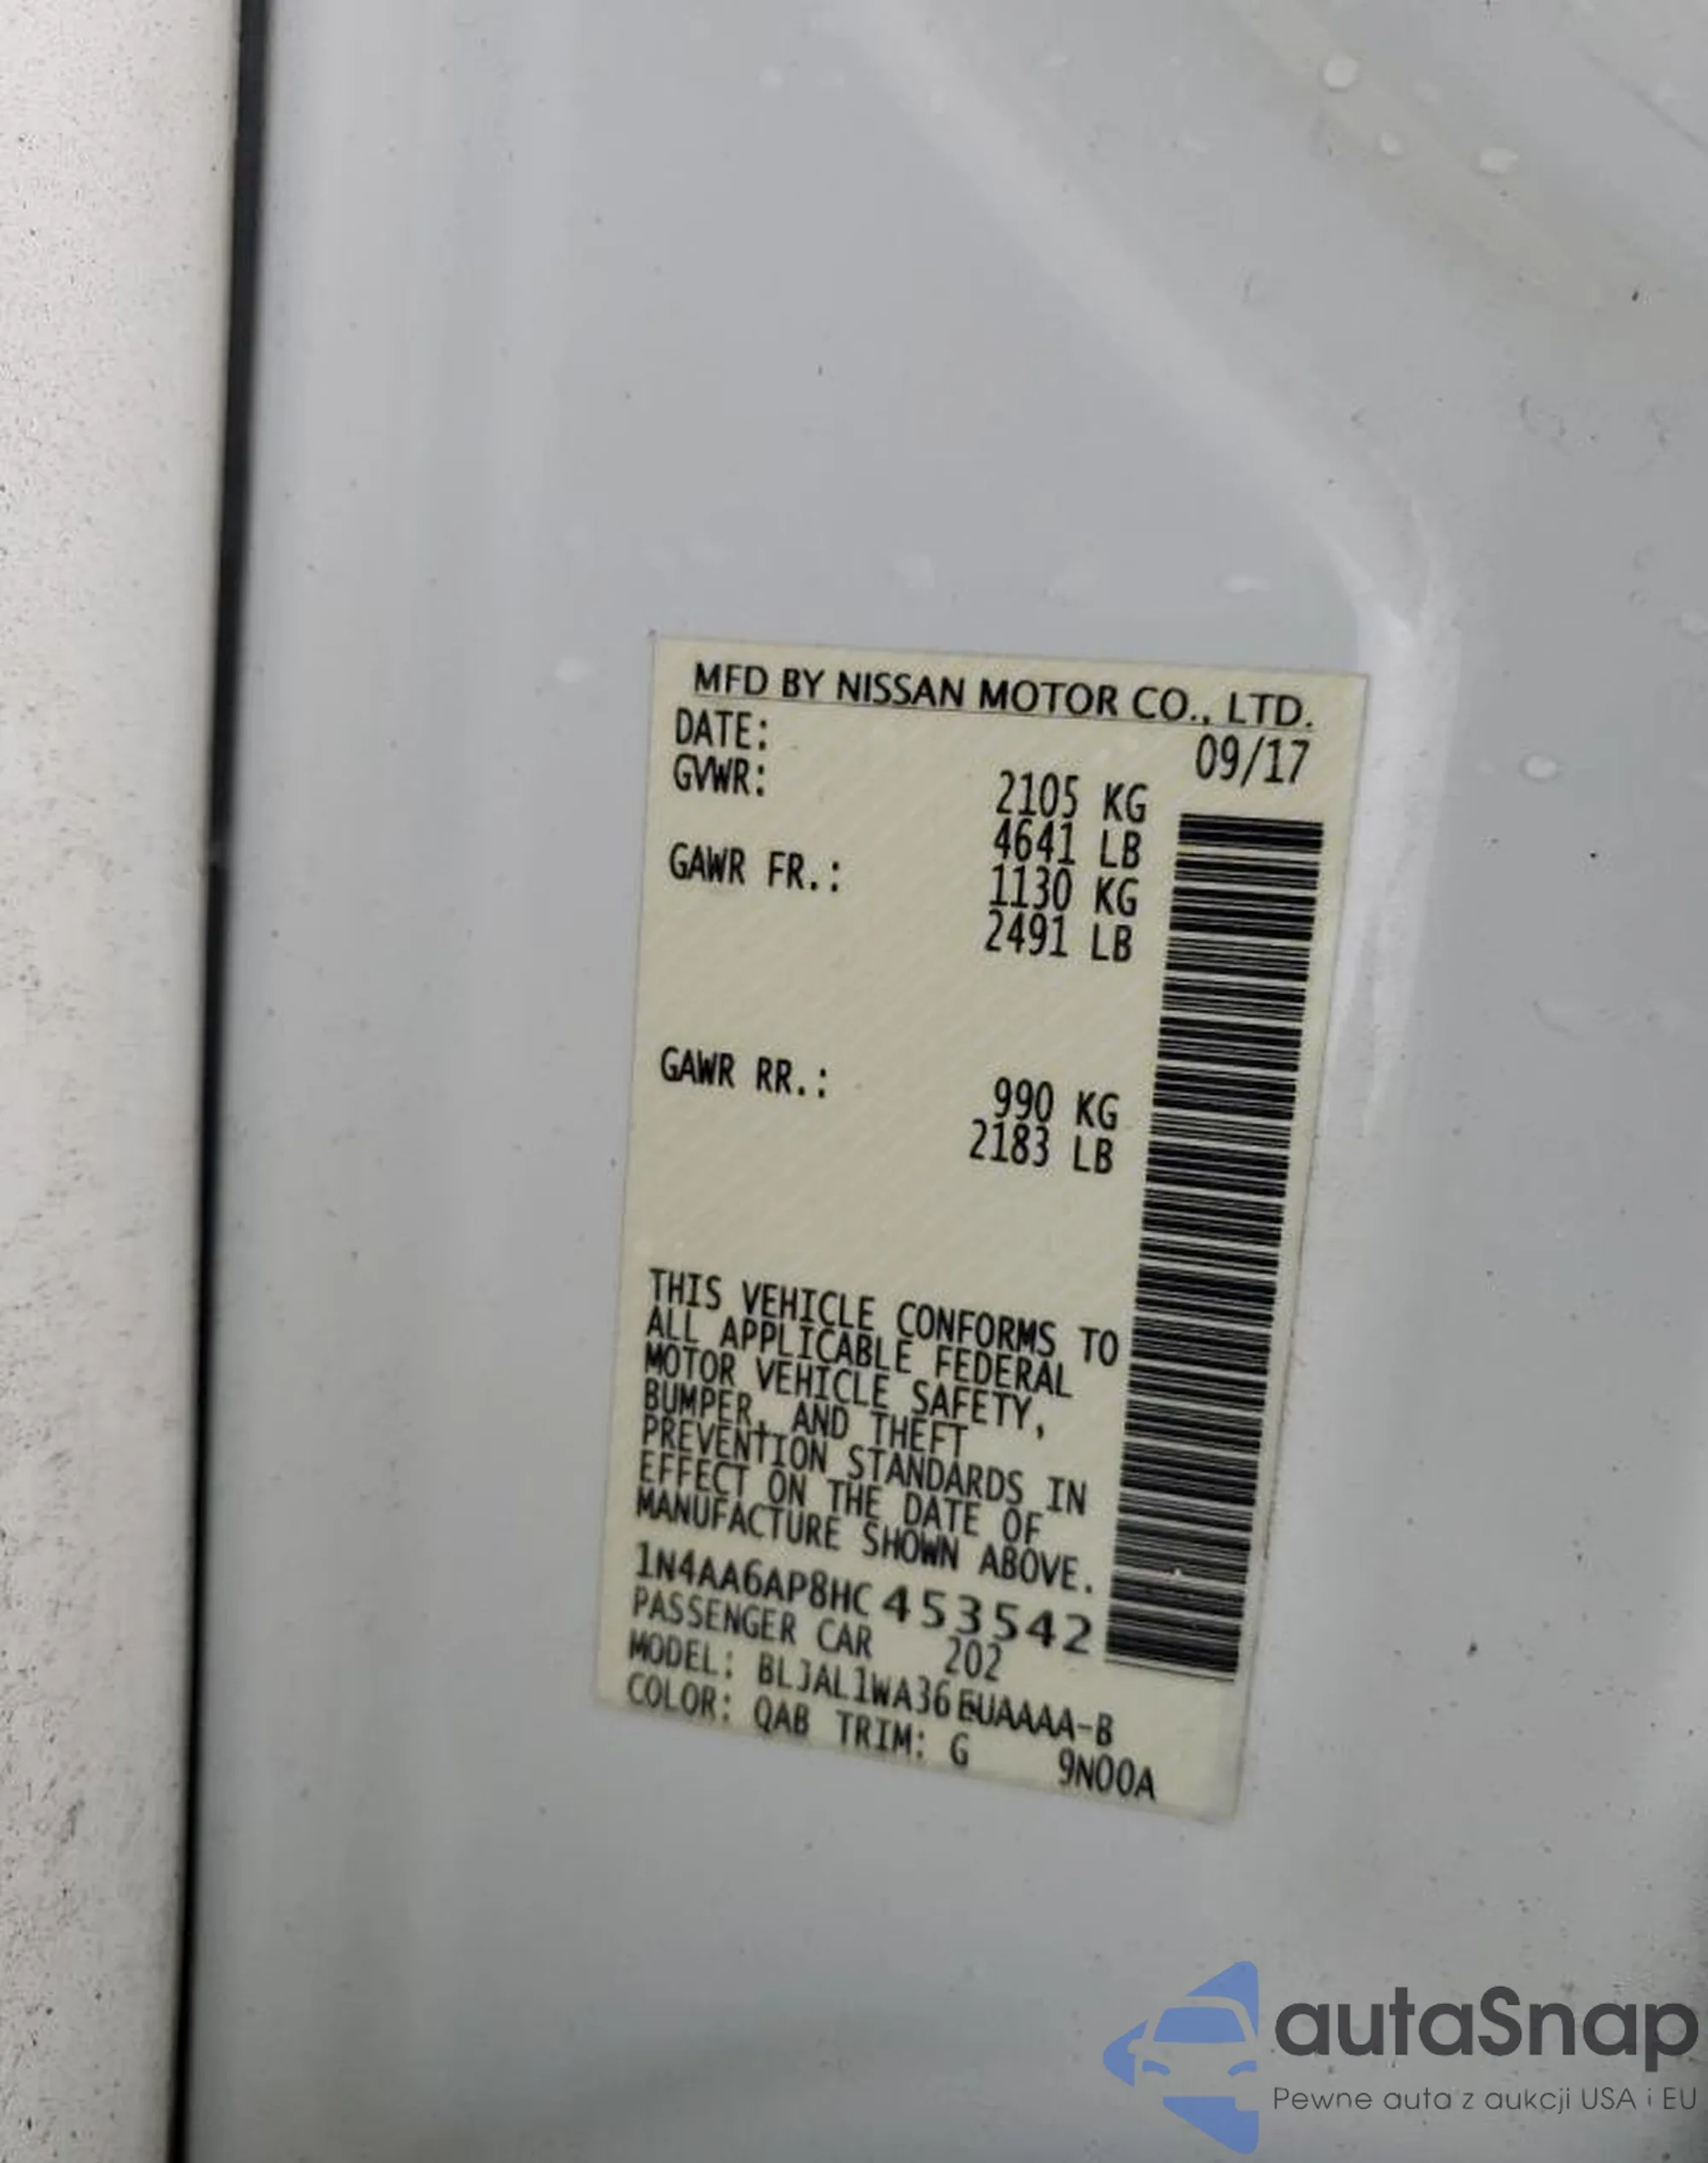 MFD BY NISSAN MOTOR CO., LTD.
DATE: 09/17
GVWR: 2105 KG
4641 LB
GAWR FR.: 1130 KG
2491 LB
GAWR RR.: 990 KG
2183 LB
THIS VEHICLE CONFORMS TO
ALL APPLICABLE FEDERAL
MOTOR VEHICLE SAFETY,
BUMPER, AND THEFT
PREVENTION STANDARDS IN
EFFECT ON THE DATE OF
MANUFACTURE SHOWN ABOVE.
1N4AA6AP8HC453542
PASSENGER CAR 202
MODEL: BLJAL1WA36EUAAAA-B
COLOR: QAB TRIM: G 9N00A
autaSnap
Pewne auta z aukcji USA i EU